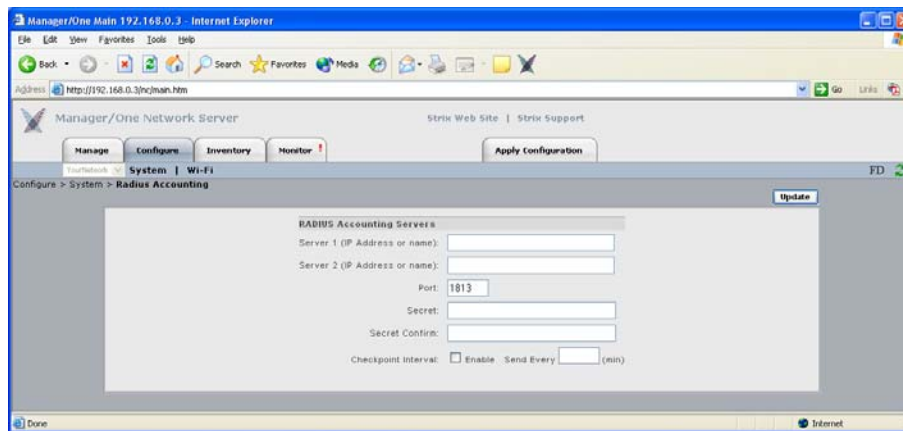 Manager/One Main 192.168.0.3 - Internet Explorer
File Edit View Favorites Tools Help
Back Search Favorites Media
Address http://192.168.0.3/nc/main.htm Go Links
Manager/One Network Server Strix Web Site | Strix Support
Manage Configure Inventory Monitor ! Apply Configuration
YourNetwork System | Wi-Fi FD
Configure > System > Radius Accounting
Update
RADIUS Accounting Servers
Server 1 (IP Address or name):
Server 2 (IP Address or name):
Port: 1813
Secret:
Secret Confirm:
Checkpoint Interval: Enable Send Every (min)
Done Internet